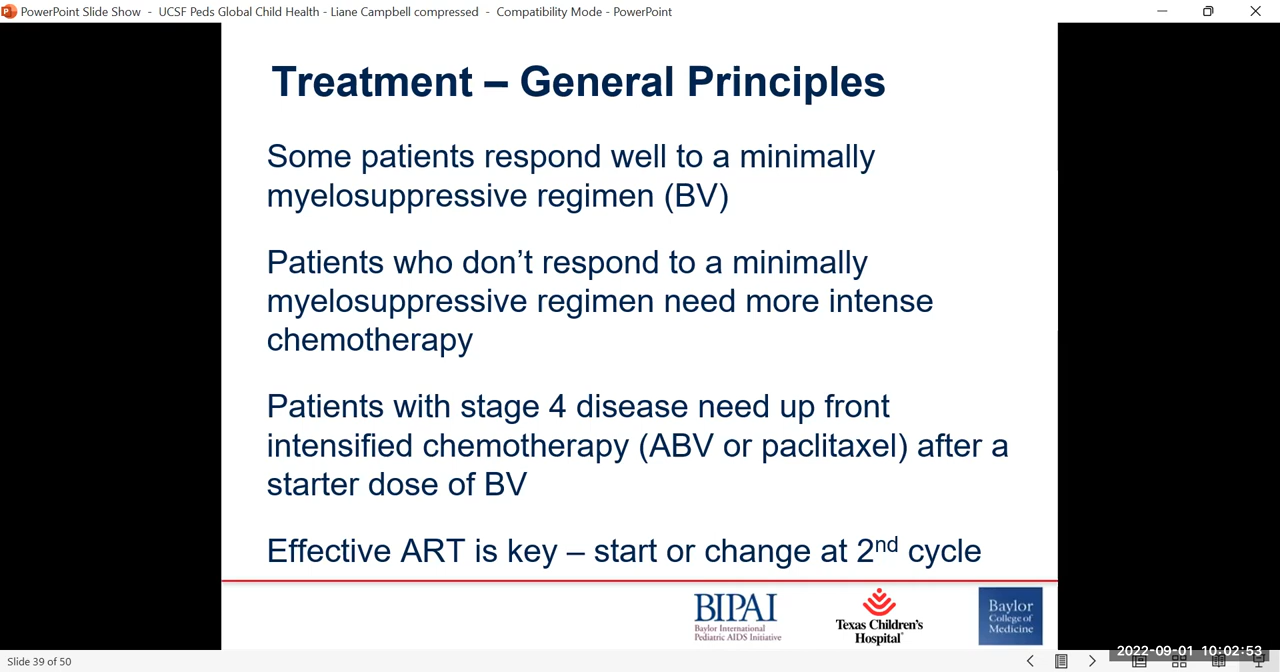 PowerPoint Slide Show - UCSF Peds Global Child Health - Liane Campbell compressed - Compatibility Mode - PowerPoint
Treatment – General Principles
Some patients respond well to a minimally
myelosuppressive regimen (BV)
Patients who don’t respond to a minimally
myelosuppressive regimen need more intense
chemotherapy
Patients with stage 4 disease need up front
intensified chemotherapy (ABV or paclitaxel) after a
starter dose of BV
Effective ART is key – start or change at 2nd cycle
BIPAI
Baylor International
Pediatric AIDS Initiative
Texas Children's
Hospital
Baylor
College of
Medicine
2022-09-01 10:02:53
Slide 39 of 50